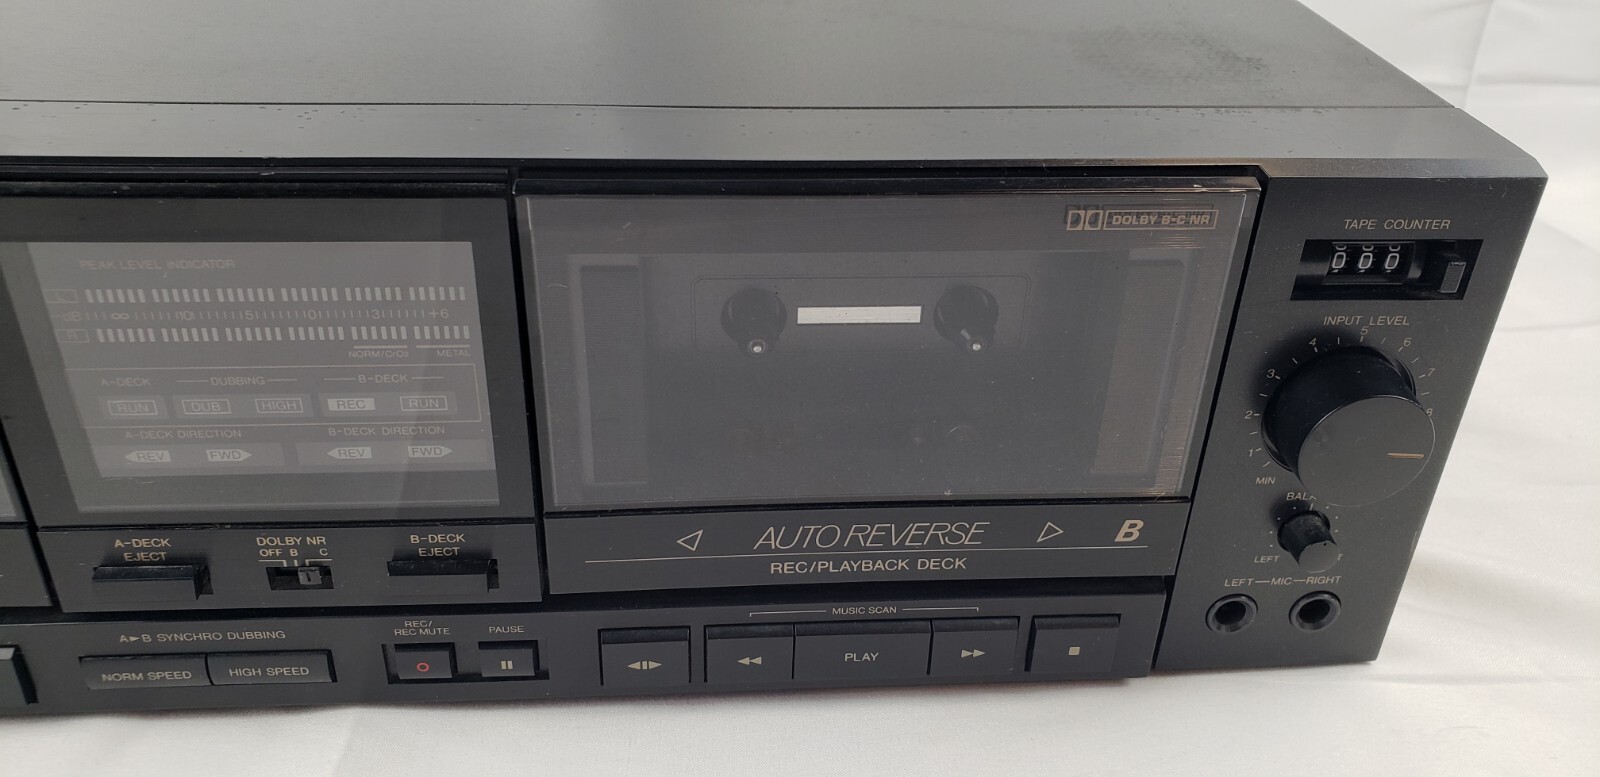 DOLBY B-C NR
TAPE COUNTER
000
PEAK LEVEL INDICATOR
L
-dB ∞ 10 5 0 3 +6
R
NORM/CrO2 METAL
A-DECK DUBBING B-DECK
RUN DUB HIGH REC RUN
A-DECK DIRECTION B-DECK DIRECTION
REV FWD REV FWD
INPUT LEVEL
MIN 1 2 3 4 5 6 7 8
LEFT
LEFT—MIC—RIGHT
A-DECK EJECT
DOLBY NR
OFF B C
B-DECK EJECT
AUTO REVERSE B
REC/PLAYBACK DECK
A►B SYNCHRO DUBBING
NORM SPEED HIGH SPEED
REC/
REC MUTE
PAUSE
MUSIC SCAN
PLAY